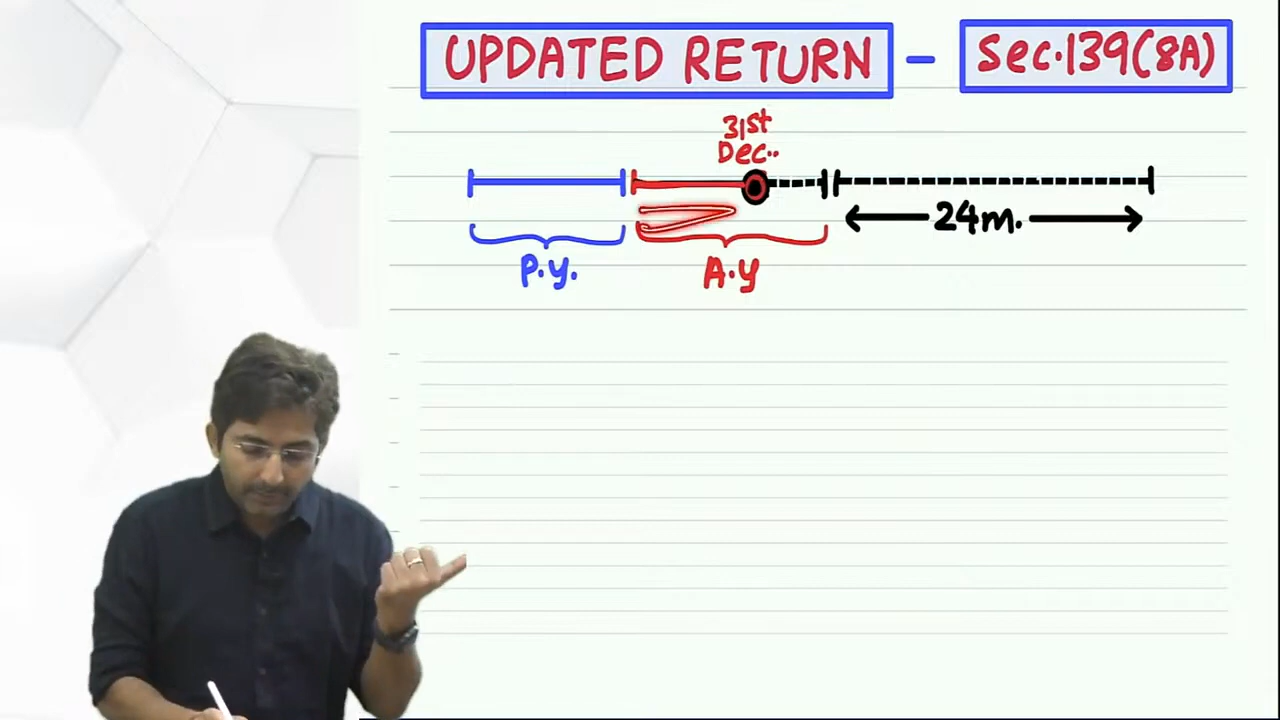 UPDATED RETURN - Sec.139(8A)
31st
Dec..
24m.
P.y. A.y